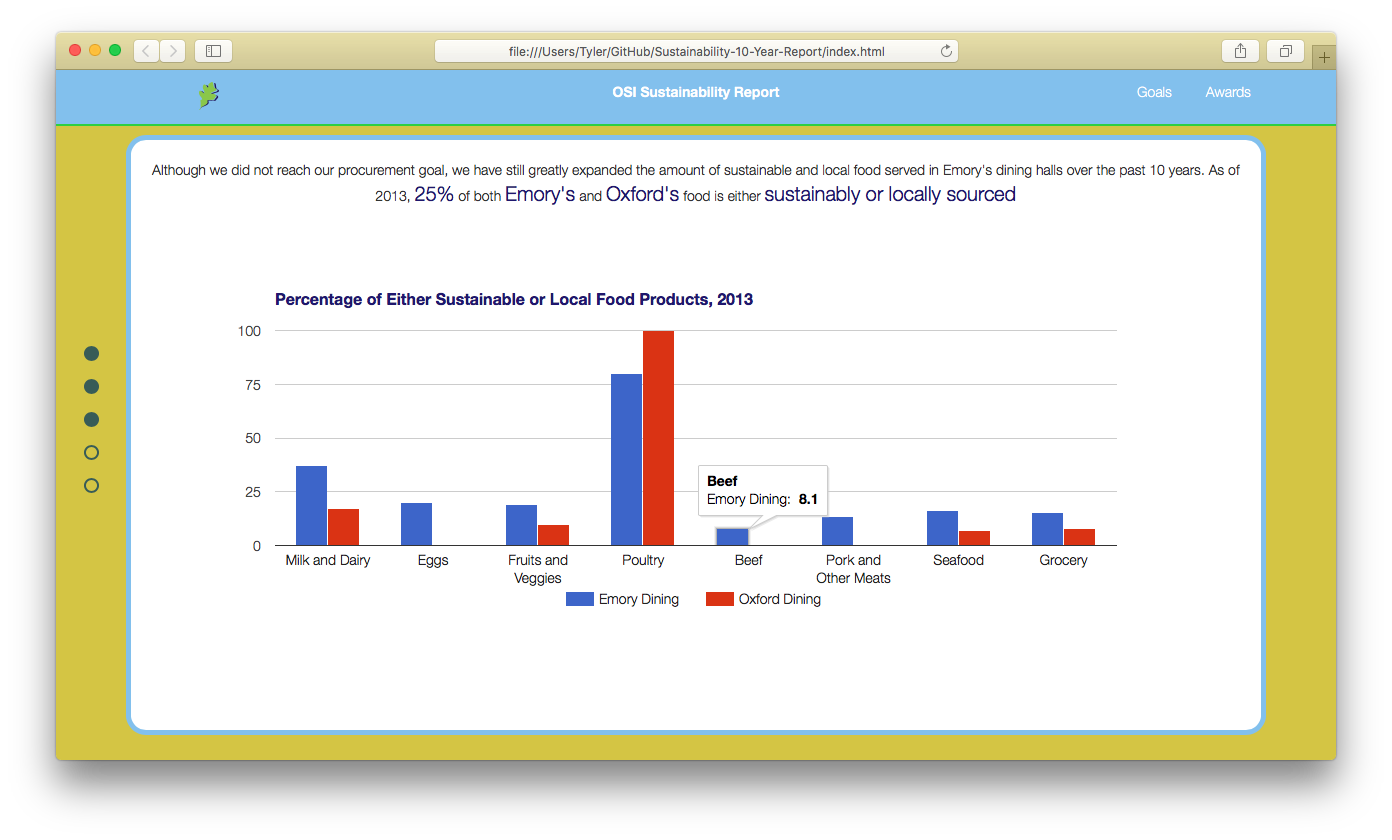 file:///Users/Tyler/GitHub/Sustainability-10-Year-Report/index.html
OSI Sustainability Report
Goals
Awards
Although we did not reach our procurement goal, we have still greatly expanded the amount of sustainable and local food served in Emory's dining halls over the past 10 years. As of
2013, 25% of both Emory's and Oxford's food is either sustainably or locally sourced
Percentage of Either Sustainable or Local Food Products, 2013
100
75
50
25
0
Beef
Emory Dining: 8.1
Milk and Dairy
Eggs
Fruits and
Veggies
Poultry
Beef
Pork and
Other Meats
Seafood
Grocery
Emory Dining
Oxford Dining